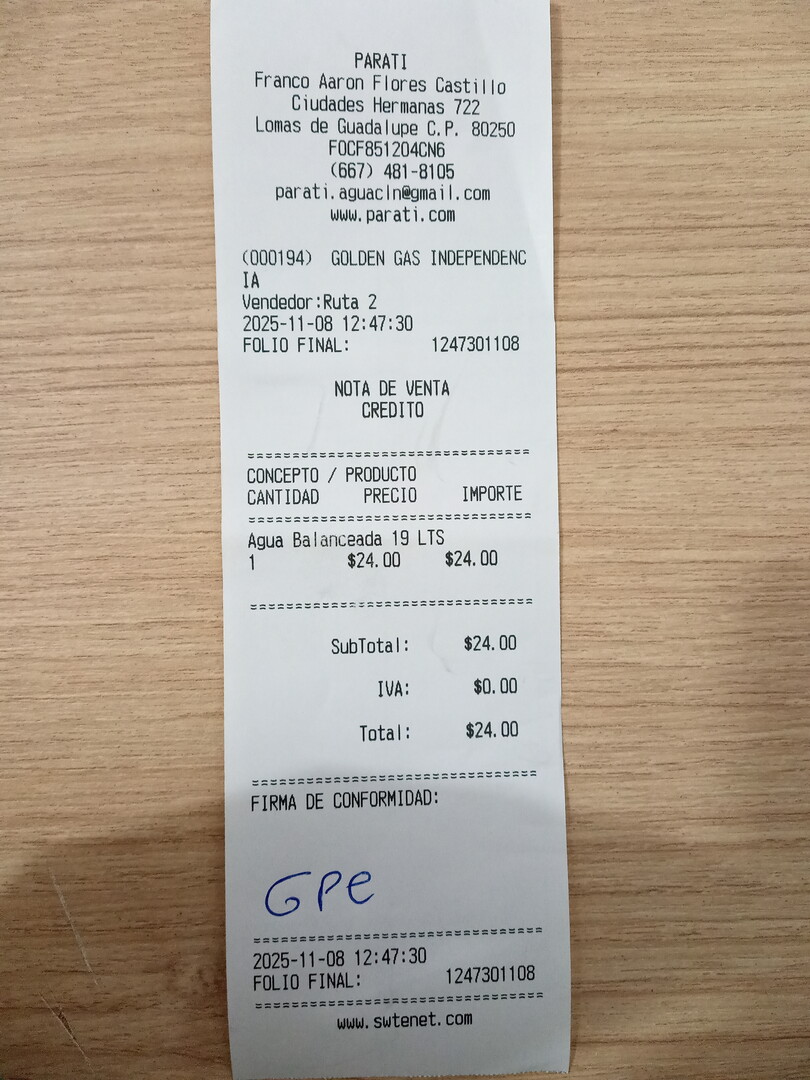 PARATI
Franco Aaron Flores Castillo
Ciudades Hermanas 722
Lomas de Guadalupe C.P. 80250
FOCF851204CN6
(667) 481-8105
parati.aguacln@gmail.com
www.parati.com
(000194) GOLDEN GAS INDEPENDENC
IA
Vendedor:Ruta 2
2025-11-08 12:47:30
FOLIO FINAL: 1247301108
NOTA DE VENTA
CREDITO
================================
CONCEPTO / PRODUCTO
CANTIDAD PRECIO IMPORTE
================================
Agua Balanceada 19 LTS
1 $24.00 $24.00
================================
SubTotal: $24.00
IVA: $0.00
Total: $24.00
================================
FIRMA DE CONFORMIDAD:
GPe
================================
2025-11-08 12:47:30
FOLIO FINAL: 1247301108
================================
www.swtenet.com